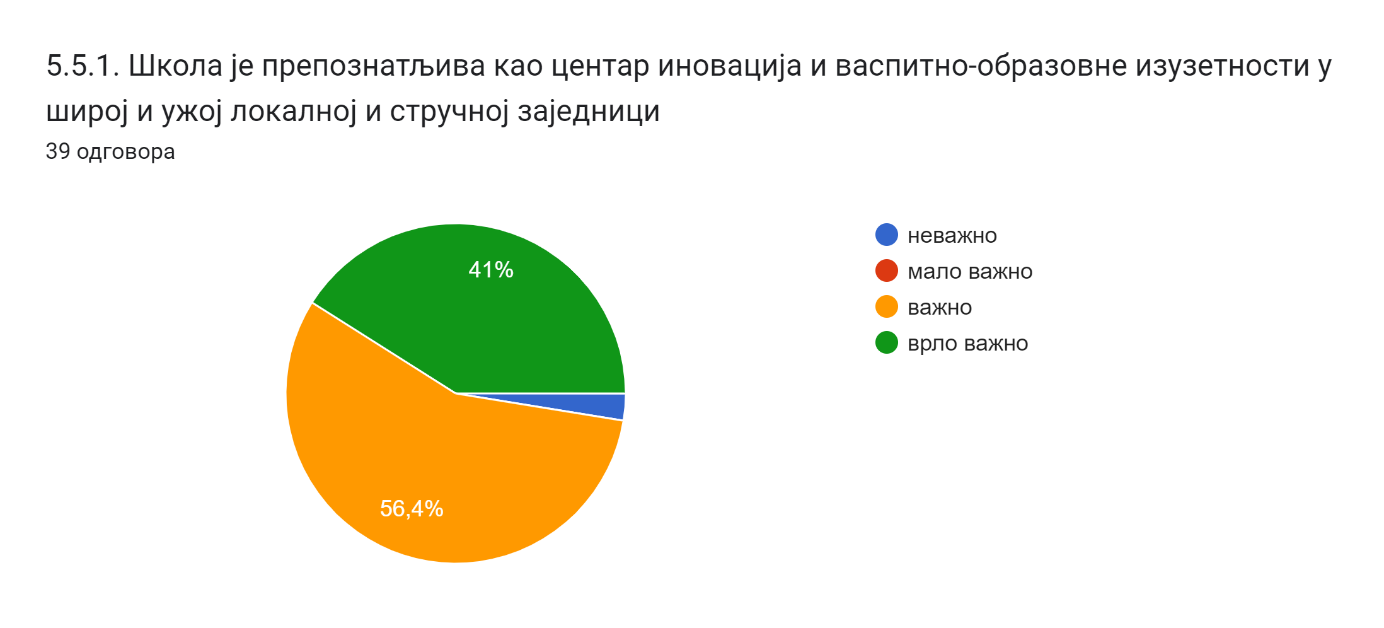 5.5.1. Школа је препознатљива као центар иновација и васпитно-образовне изузетности у
широј и ужој локалној и стручној заједници
39 одговора
41%
56,4%
неважно
мало важно
важно
врло важно